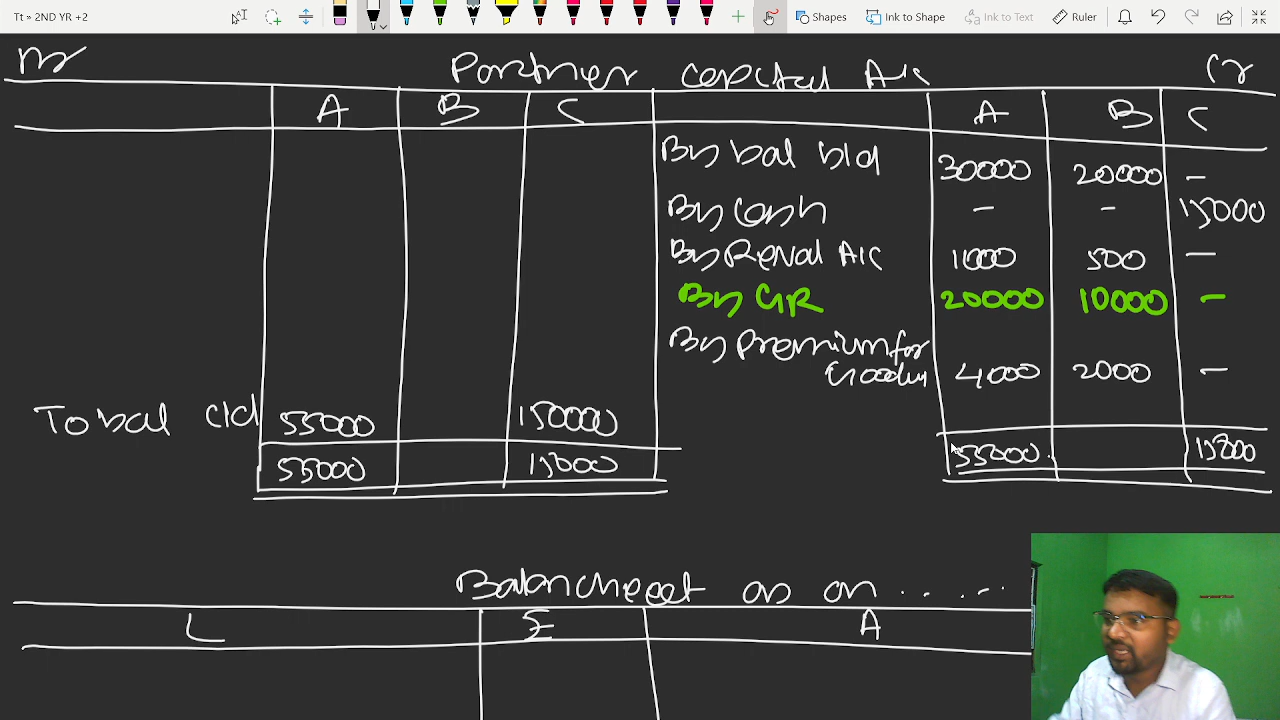 Tt » 2ND YR +2
Shapes
Ink to Shape
Ink to Text
Ruler
Dr Partner capital A/c Cr
A B C A B C
By bal b/d 30000 20000 -
By Cash - - 15000
By Reval A/c 1000 500 -
By GR 20000 10000 -
By Premium for
Goodwill 4000 2000 -
To bal c/d 55000 150000
55000 15000 55000 15000
Balancheet as on .....
L ₹ A